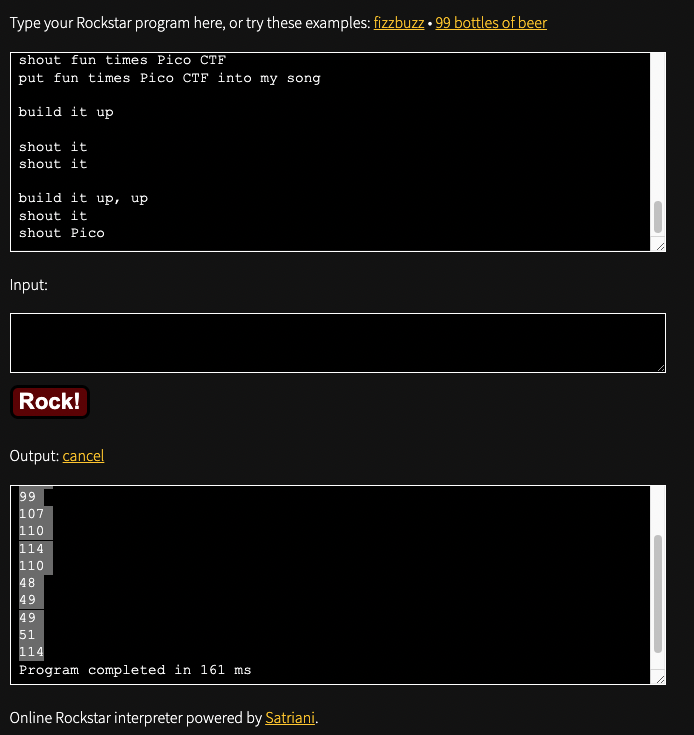 Type your Rockstar program here, or try these examples: fizzbuzz • 99 bottles of beer
shout fun times Pico CTF
put fun times Pico CTF into my song
build it up
shout it
shout it
build it up, up
shout it
shout Pico
Input:
Rock!
Output: cancel
99
107
110
114
110
48
49
49
51
114
Program completed in 161 ms
Online Rockstar interpreter powered by Satriani.